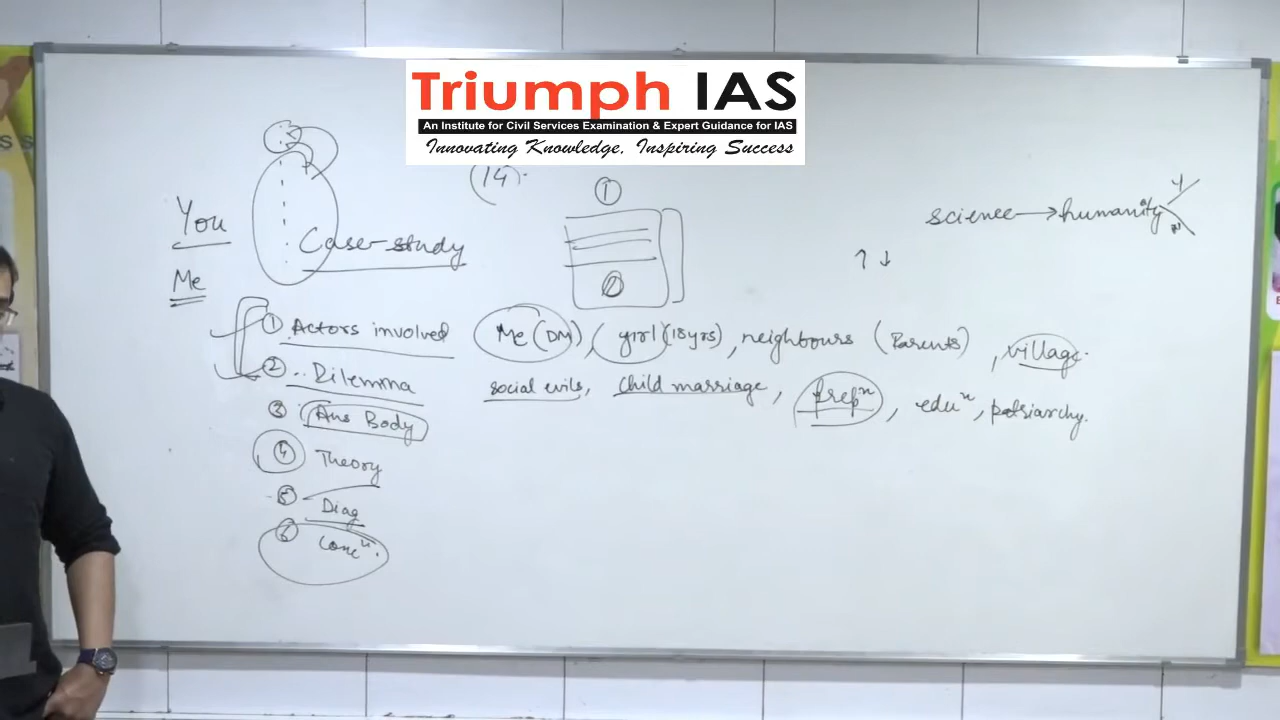 Triumph IAS
An Institute for Civil Services Examination & Expert Guidance for IAS
Innovating Knowledge, Inspiring Success
(14)
①
You
science → humanity
Case-study
↑ ↓
Me
②
① Actors involved Me (DM), girl (18yrs), neighbours (Parents), village.
② Dilemma social evils, child marriage, prepⁿ, eduⁿ, patriarchy.
③ Ans Body
④ Theory
⑤ Diag
⑥ Concⁿ.